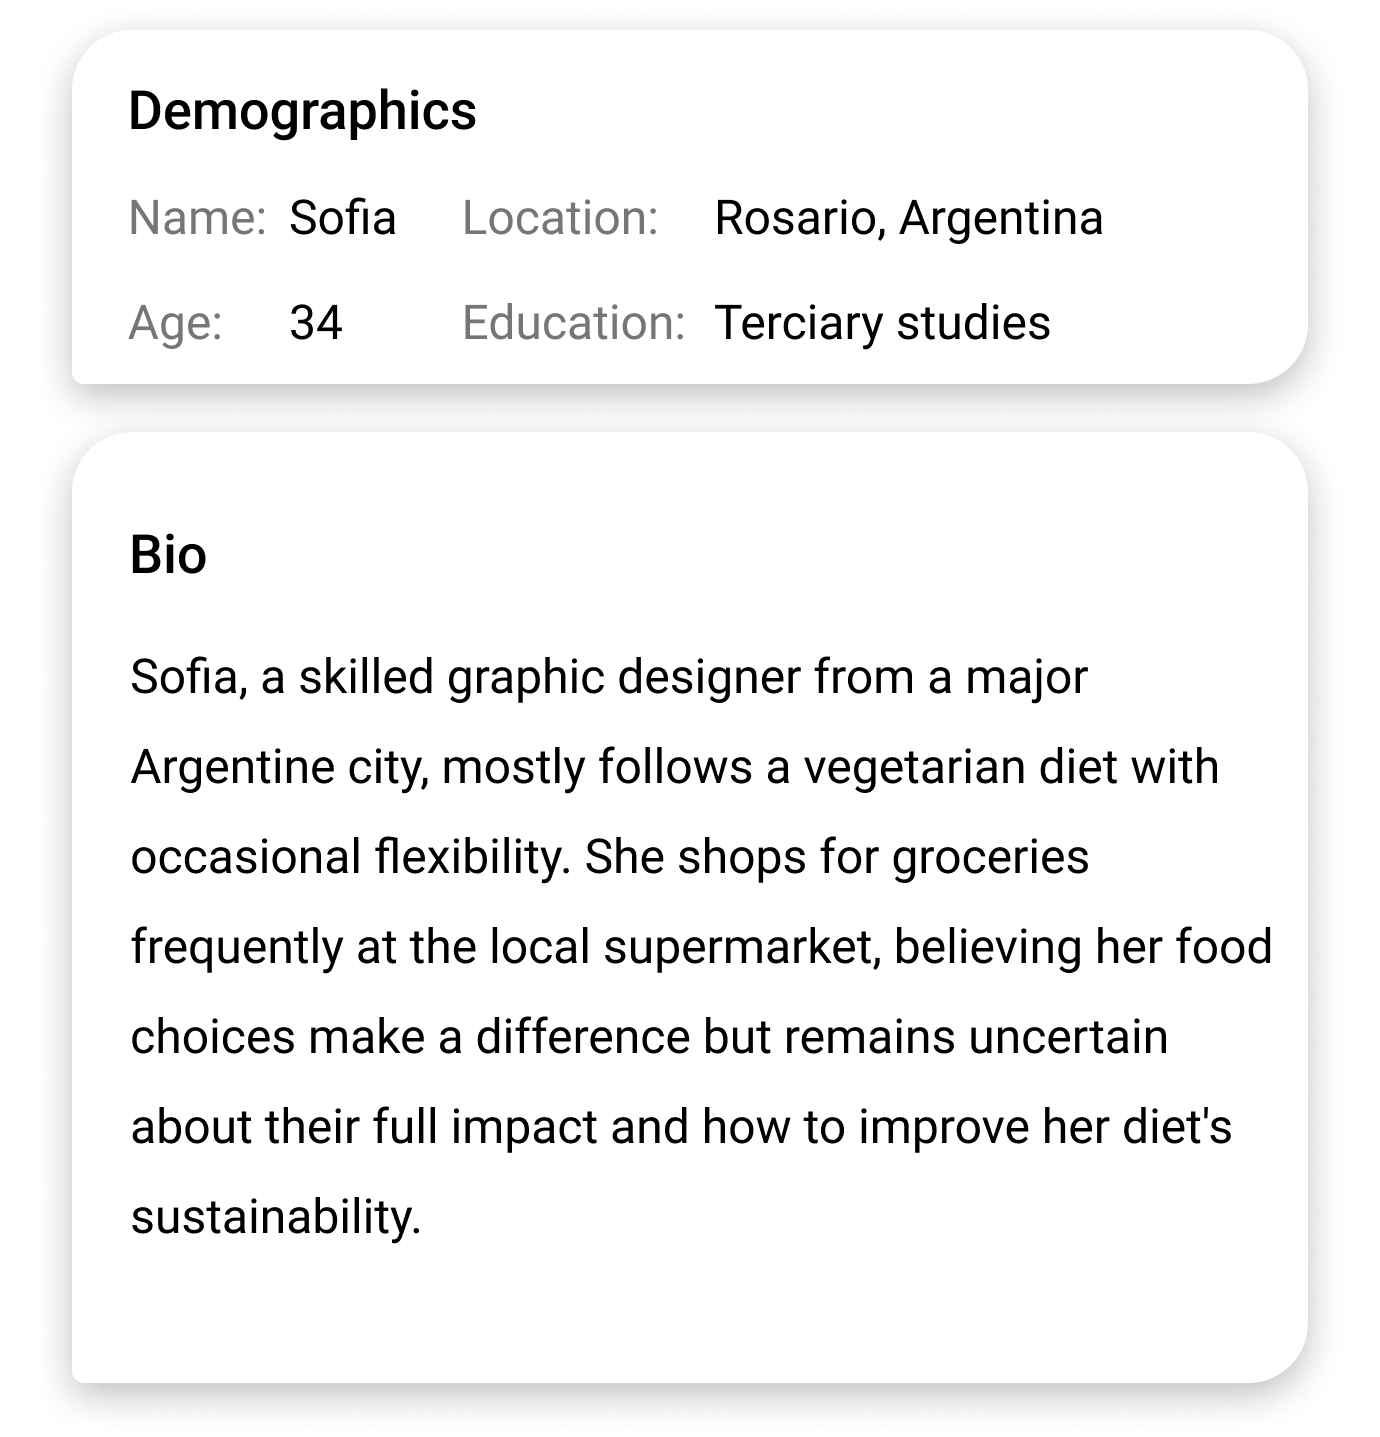 Demographics
Name: Sofia Location: Rosario, Argentina
Age: 34 Education: Terciary studies
Bio
Sofia, a skilled graphic designer from a major
Argentine city, mostly follows a vegetarian diet with
occasional flexibility. She shops for groceries
frequently at the local supermarket, believing her food
choices make a difference but remains uncertain
about their full impact and how to improve her diet's
sustainability.